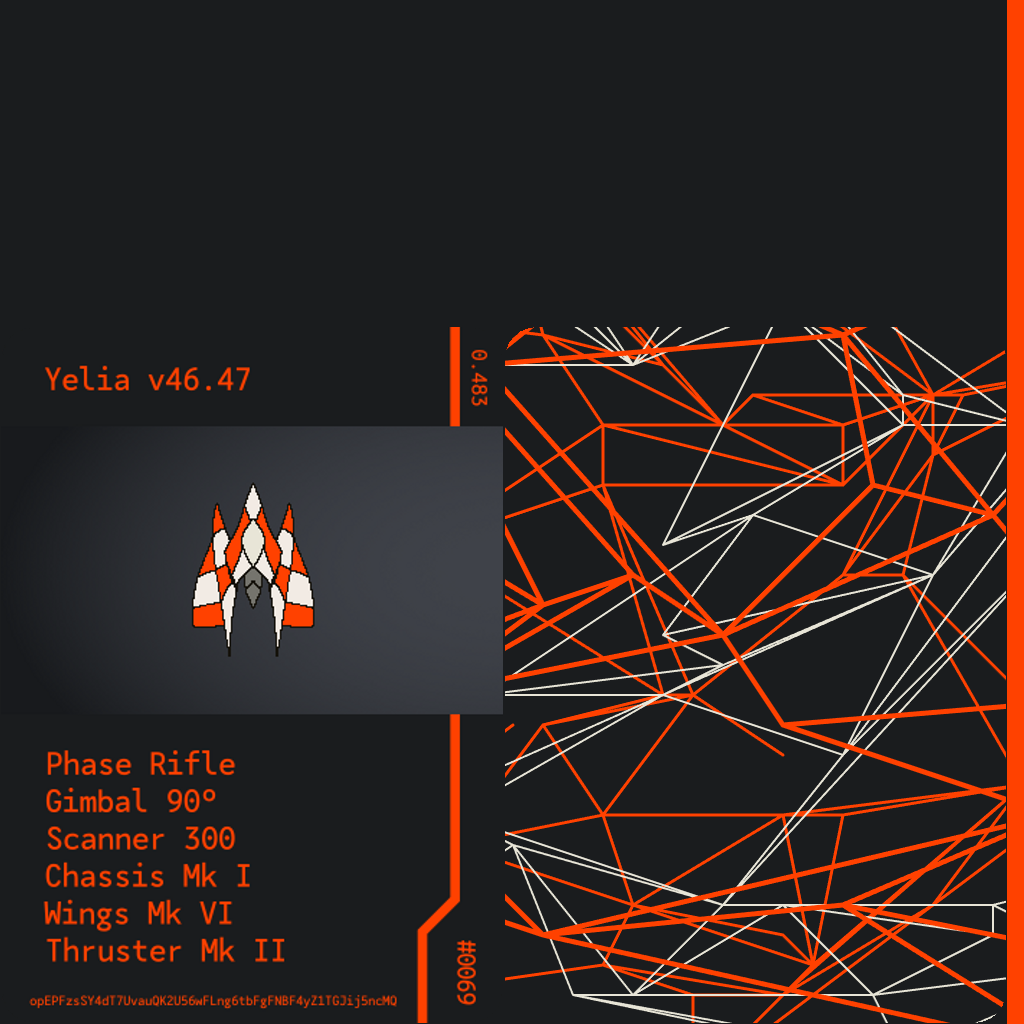 Yelia v46.47
0.483
Phase Rifle
Gimbal 90°
Scanner 300
Chassis Mk I
Wings Mk VI
Thruster Mk II
#0069
opEPFzsSY4dT7UvauQK2U56wFLng6tbFgFNBF4yZ1TGJij5ncMQ